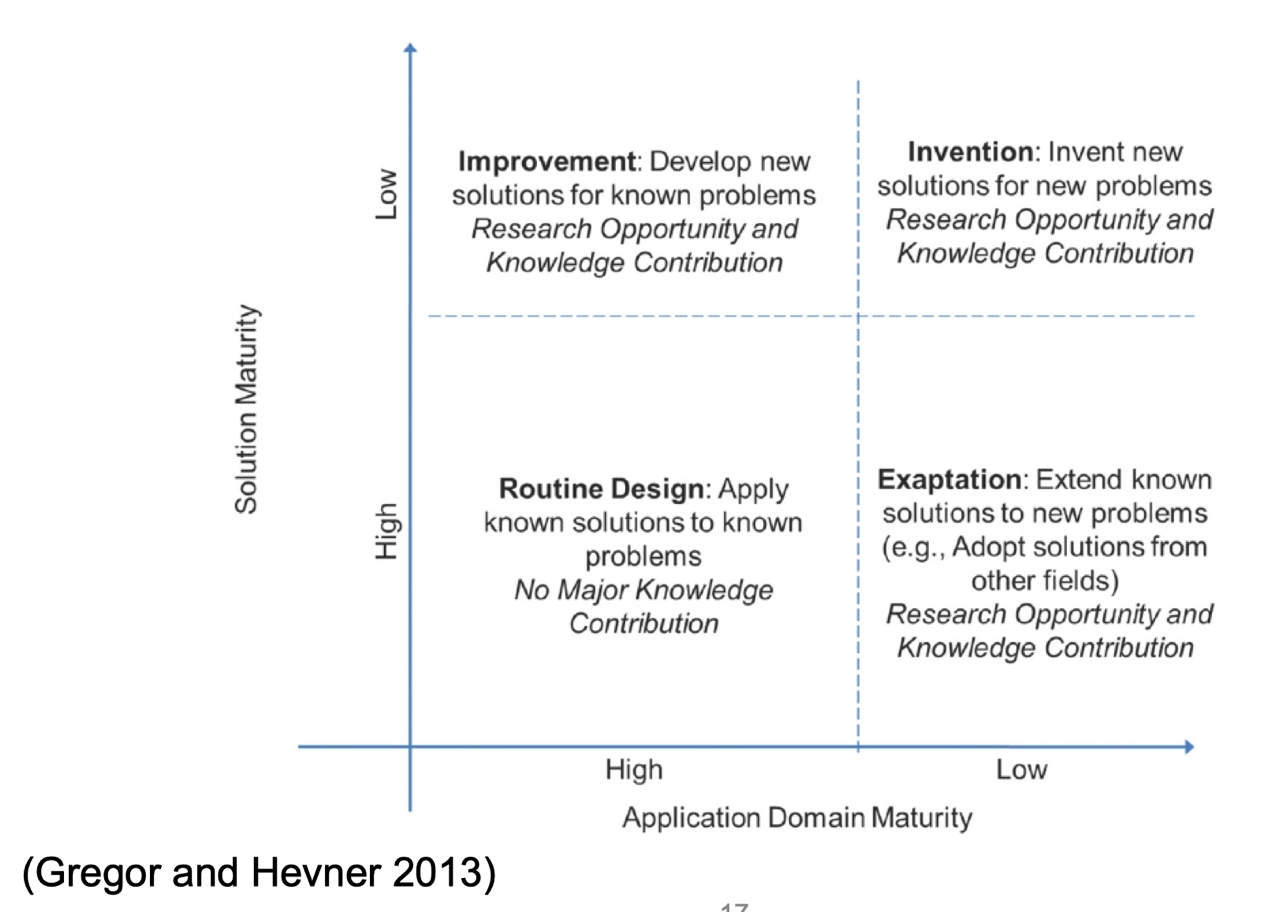 Low
Improvement: Develop new
solutions for known problems
Research Opportunity and
Knowledge Contribution
Invention: Invent new
solutions for new problems
Research Opportunity and
Knowledge Contribution
Solution Maturity
High
Routine Design: Apply
known solutions to known
problems
No Major Knowledge
Contribution
Exaptation: Extend known
solutions to new problems
(e.g., Adopt solutions from
other fields)
Research Opportunity and
Knowledge Contribution
High
Low
Application Domain Maturity
(Gregor and Hevner 2013)
17